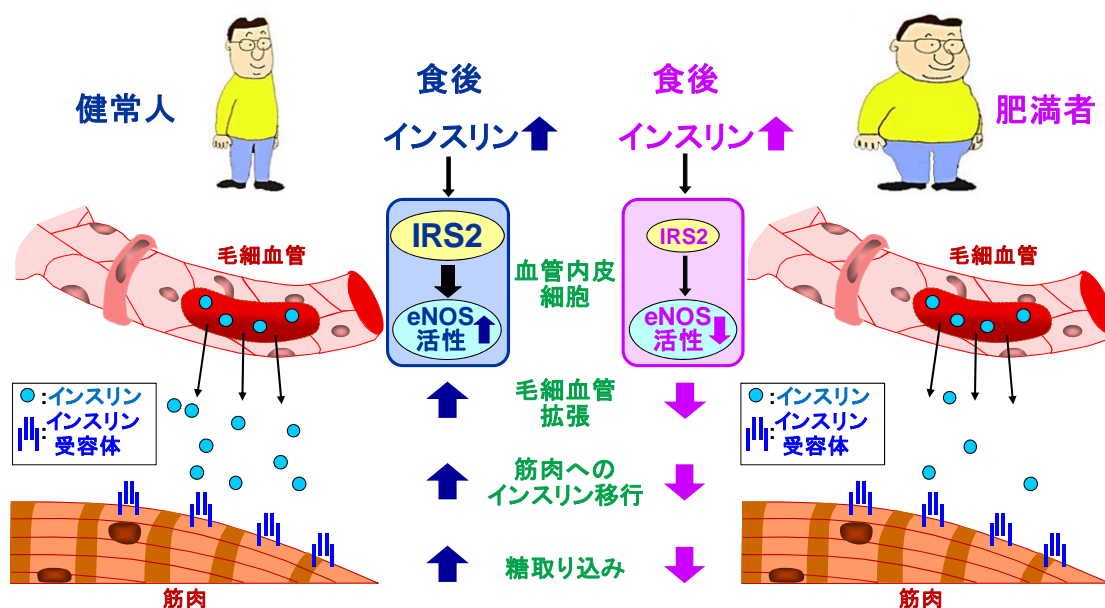 健常人
食後
インスリン
毛細血管
IRS2
eNOS
活性
:インスリン
:インスリン
受容体
筋肉
血管内皮
細胞
毛細血管
拡張
筋肉への
インスリン移行
糖取り込み
食後
インスリン
肥満者
IRS2
eNOS
活性
毛細血管
:インスリン
:インスリン
受容体
筋肉